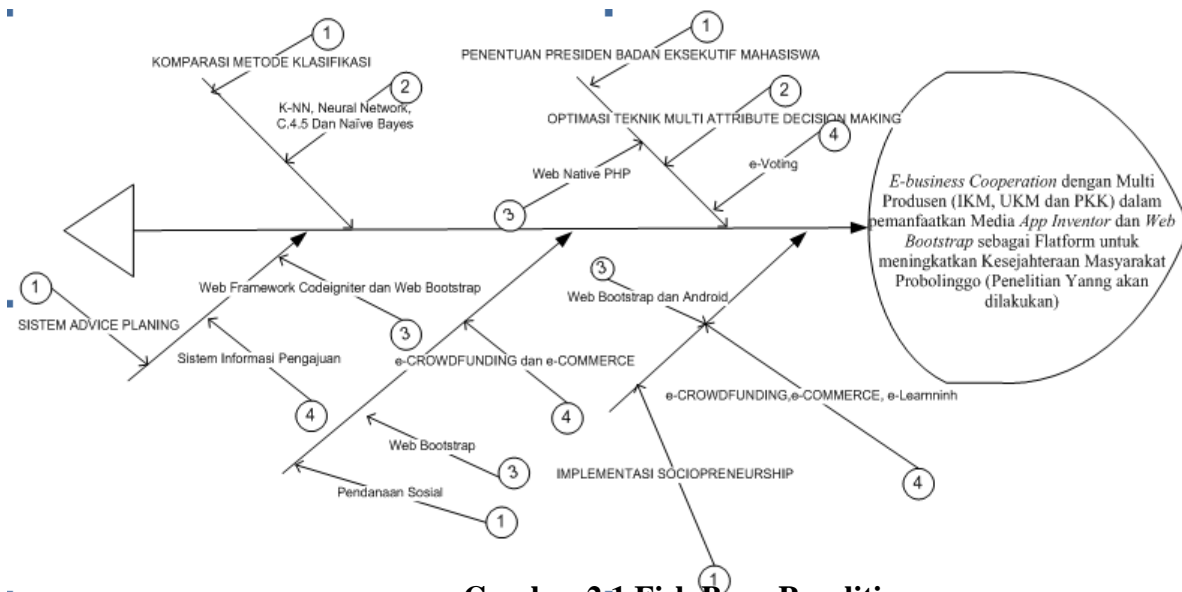 1
KOMPARASI METODE KLASIFIKASI
2
K-NN, Neural Network,
C.4.5 Dan Naïve Bayes
1
PENENTUAN PRESIDEN BADAN EKSEKUTIF MAHASISWA
2
OPTIMASI TEKNIK MULTI ATTRIBUTE DECISION MAKING
4
e-Voting
Web Native PHP
3
E-business Cooperation dengan Multi
Produsen (IKM, UKM dan PKK) dalam
pemanfaatkan Media App Inventor dan Web
Bootstrap sebagai Flatform untuk
meningkatkan Kesejahteraan Masyarakat
Probolinggo (Penelitian Yanng akan
dilakukan)
1
SISTEM ADVICE PLANING
Web Framework Codeigniter dan Web Bootstrap
3
Sistem Informasi Pengajuan
4
e-CROWDFUNDING dan e-COMMERCE
4
Web Bootstrap
3
Pendanaan Sosial
1
3
Web Bootstrap dan Android
e-CROWDFUNDING,e-COMMERCE, e-Learnninh
4
IMPLEMENTASI SOCIOPRENEURSHIP
1